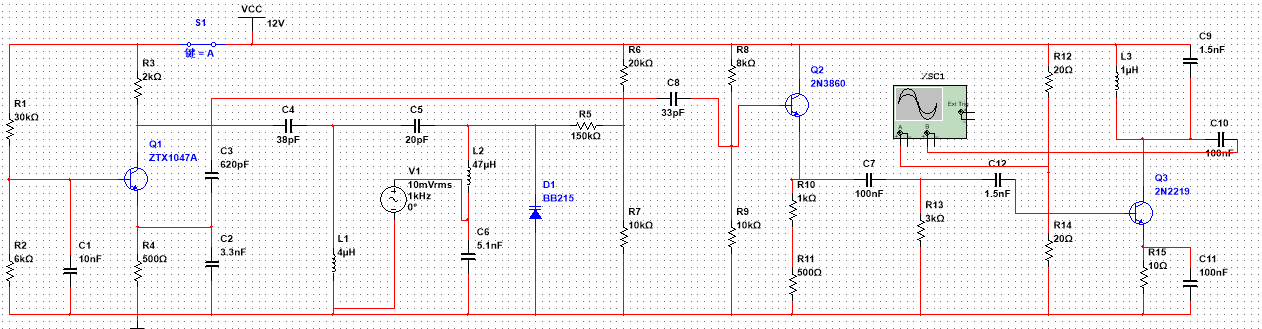 VCC
12V
S1
键 = A
R3
2kΩ
R1
30kΩ
Q1
ZTX1047A
C3
620pF
R2
6kΩ
C1
10nF
R4
500Ω
C2
3.3nF
C4
38pF
C5
20pF
L2
47µH
V1
10mVrms
1kHz
0°
L1
4µH
C6
5.1nF
D1
BB215
R5
150kΩ
R6
20kΩ
R7
10kΩ
C8
33pF
R8
8kΩ
R9
10kΩ
Q2
2N3860
R10
1kΩ
R11
500Ω
C7
100nF
XSC1
Ext Trig
A
B
R13
3kΩ
C12
1.5nF
R12
20Ω
R14
20Ω
L3
1µH
C9
1.5nF
C10
100nF
Q3
2N2219
R15
10Ω
C11
100nF